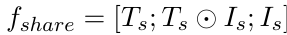 f_{share} = [T_s; T_s ⊙ I_s; I_s]